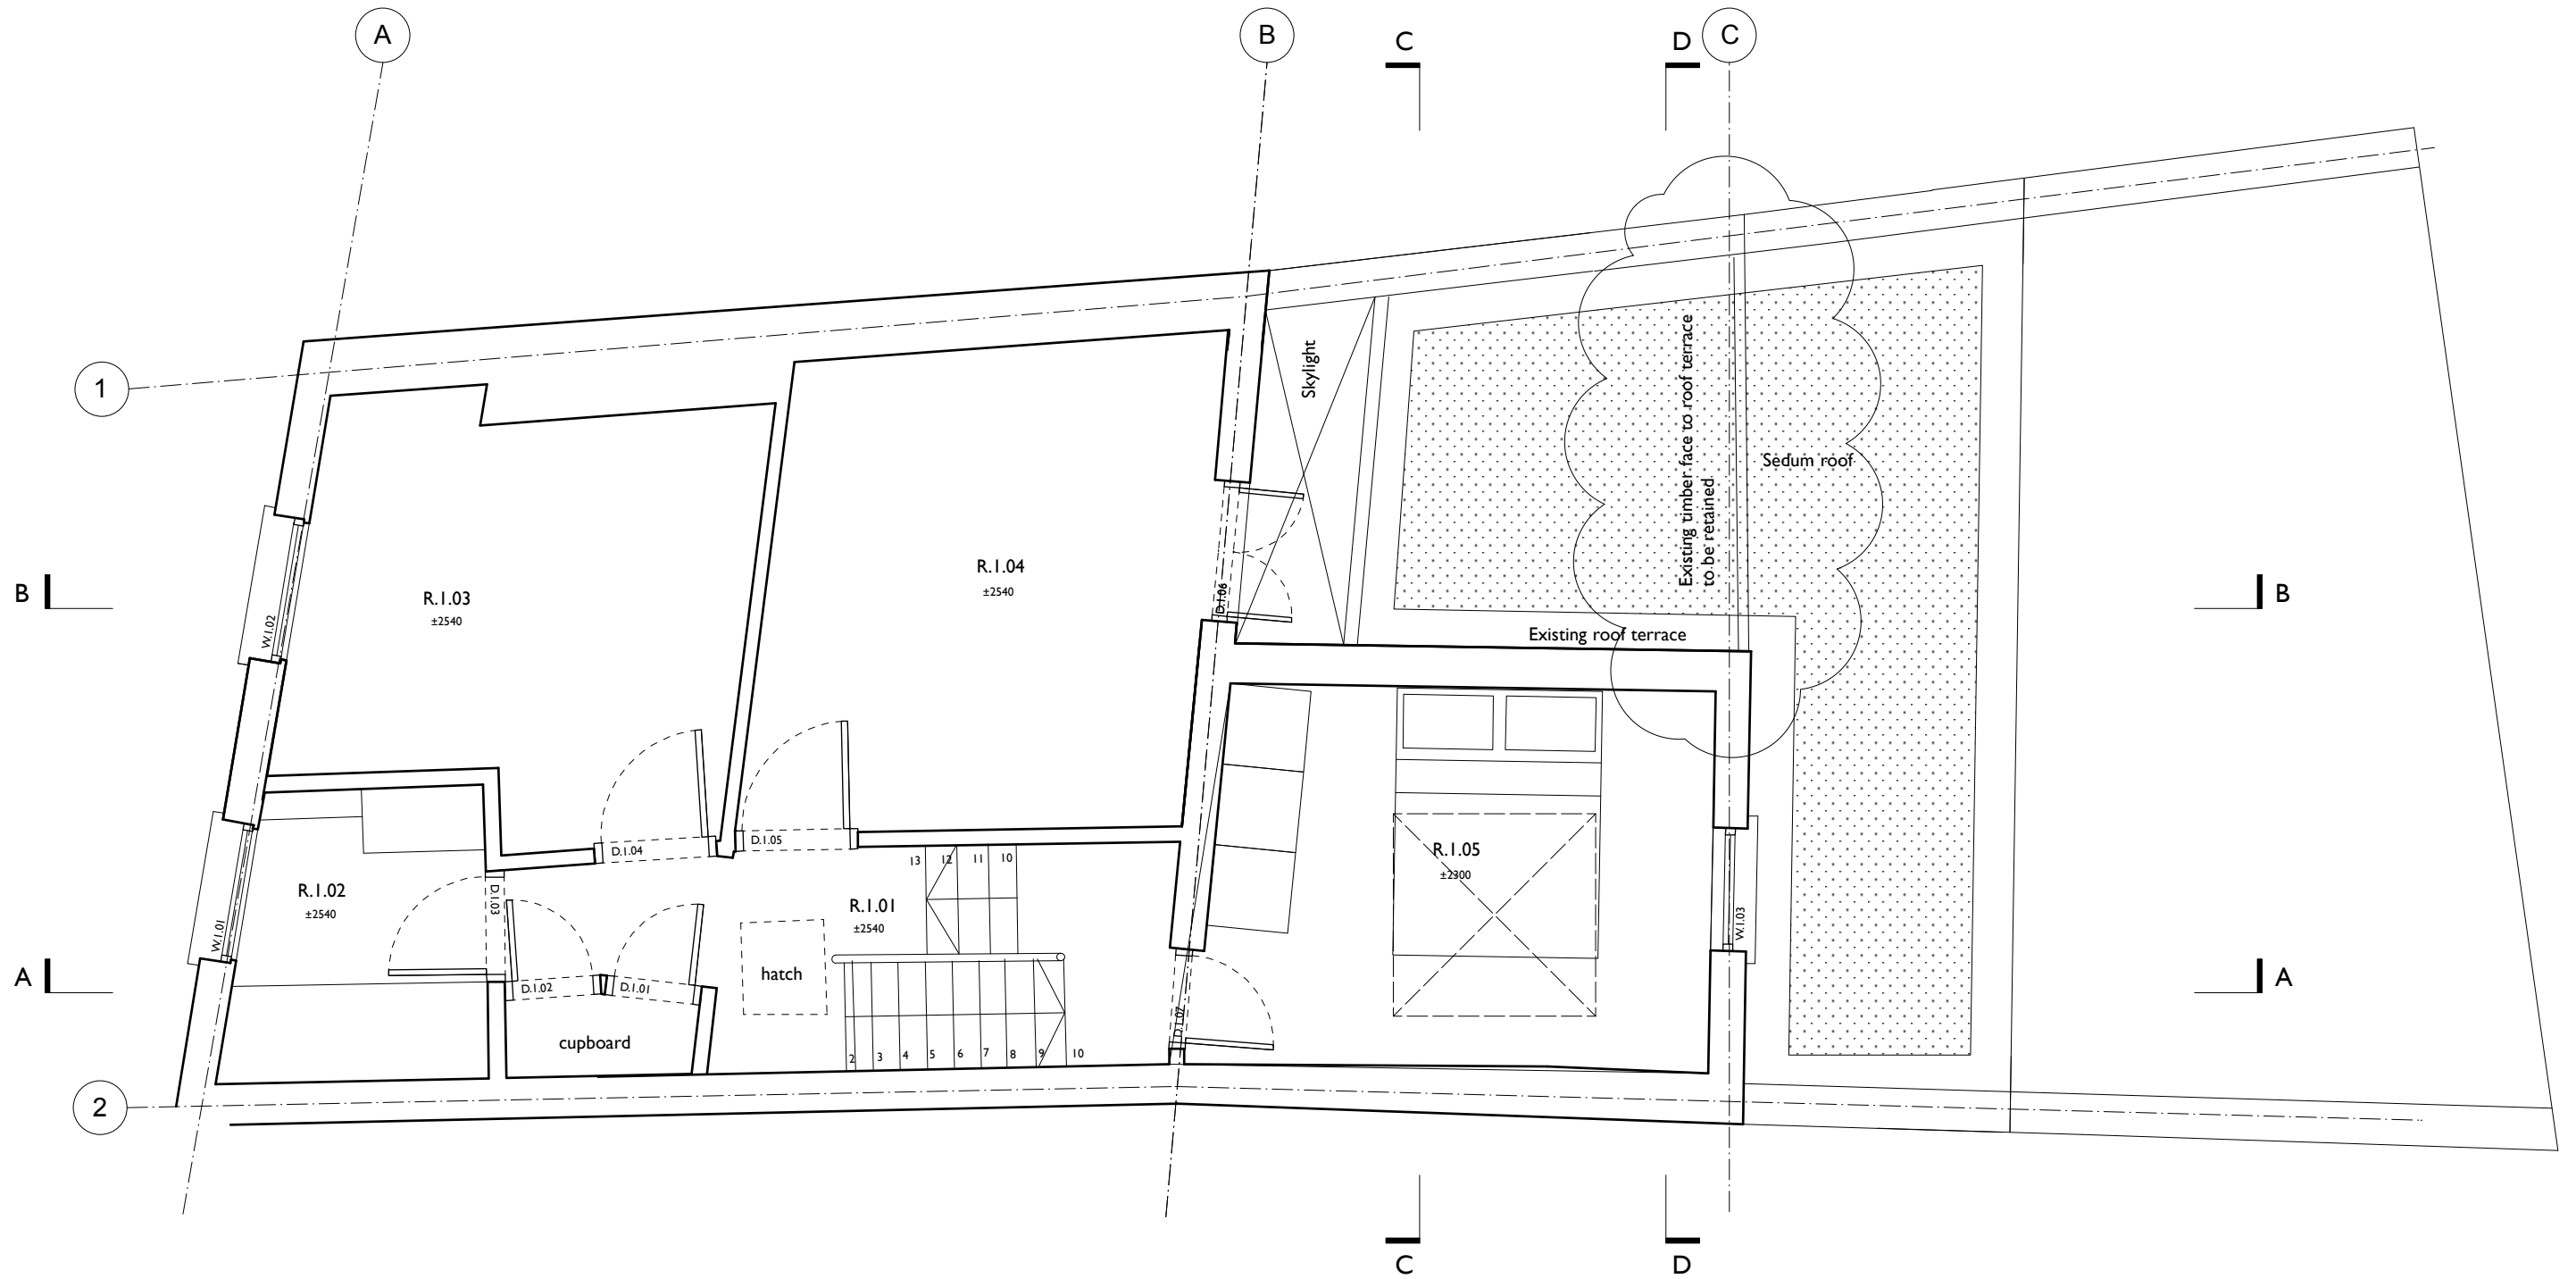 A
B
C
D
C
1
Skylight
Existing timber face to roof terrace
to be retained
Sedum roof
R.1.04
±2540
R.1.03
±2540
B
B
W.1.02
D.1.06
Existing roof terrace
D.1.04
D.1.05
13
12
11
10
R.1.05
±2300
R.1.02
±2540
D.1.03
R.1.01
±2540
W.1.01
W.1.03
A
A
hatch
D.1.02
D.1.01
D.1.07
cupboard
2
3
4
5
6
7
8
9
10
2
C
D